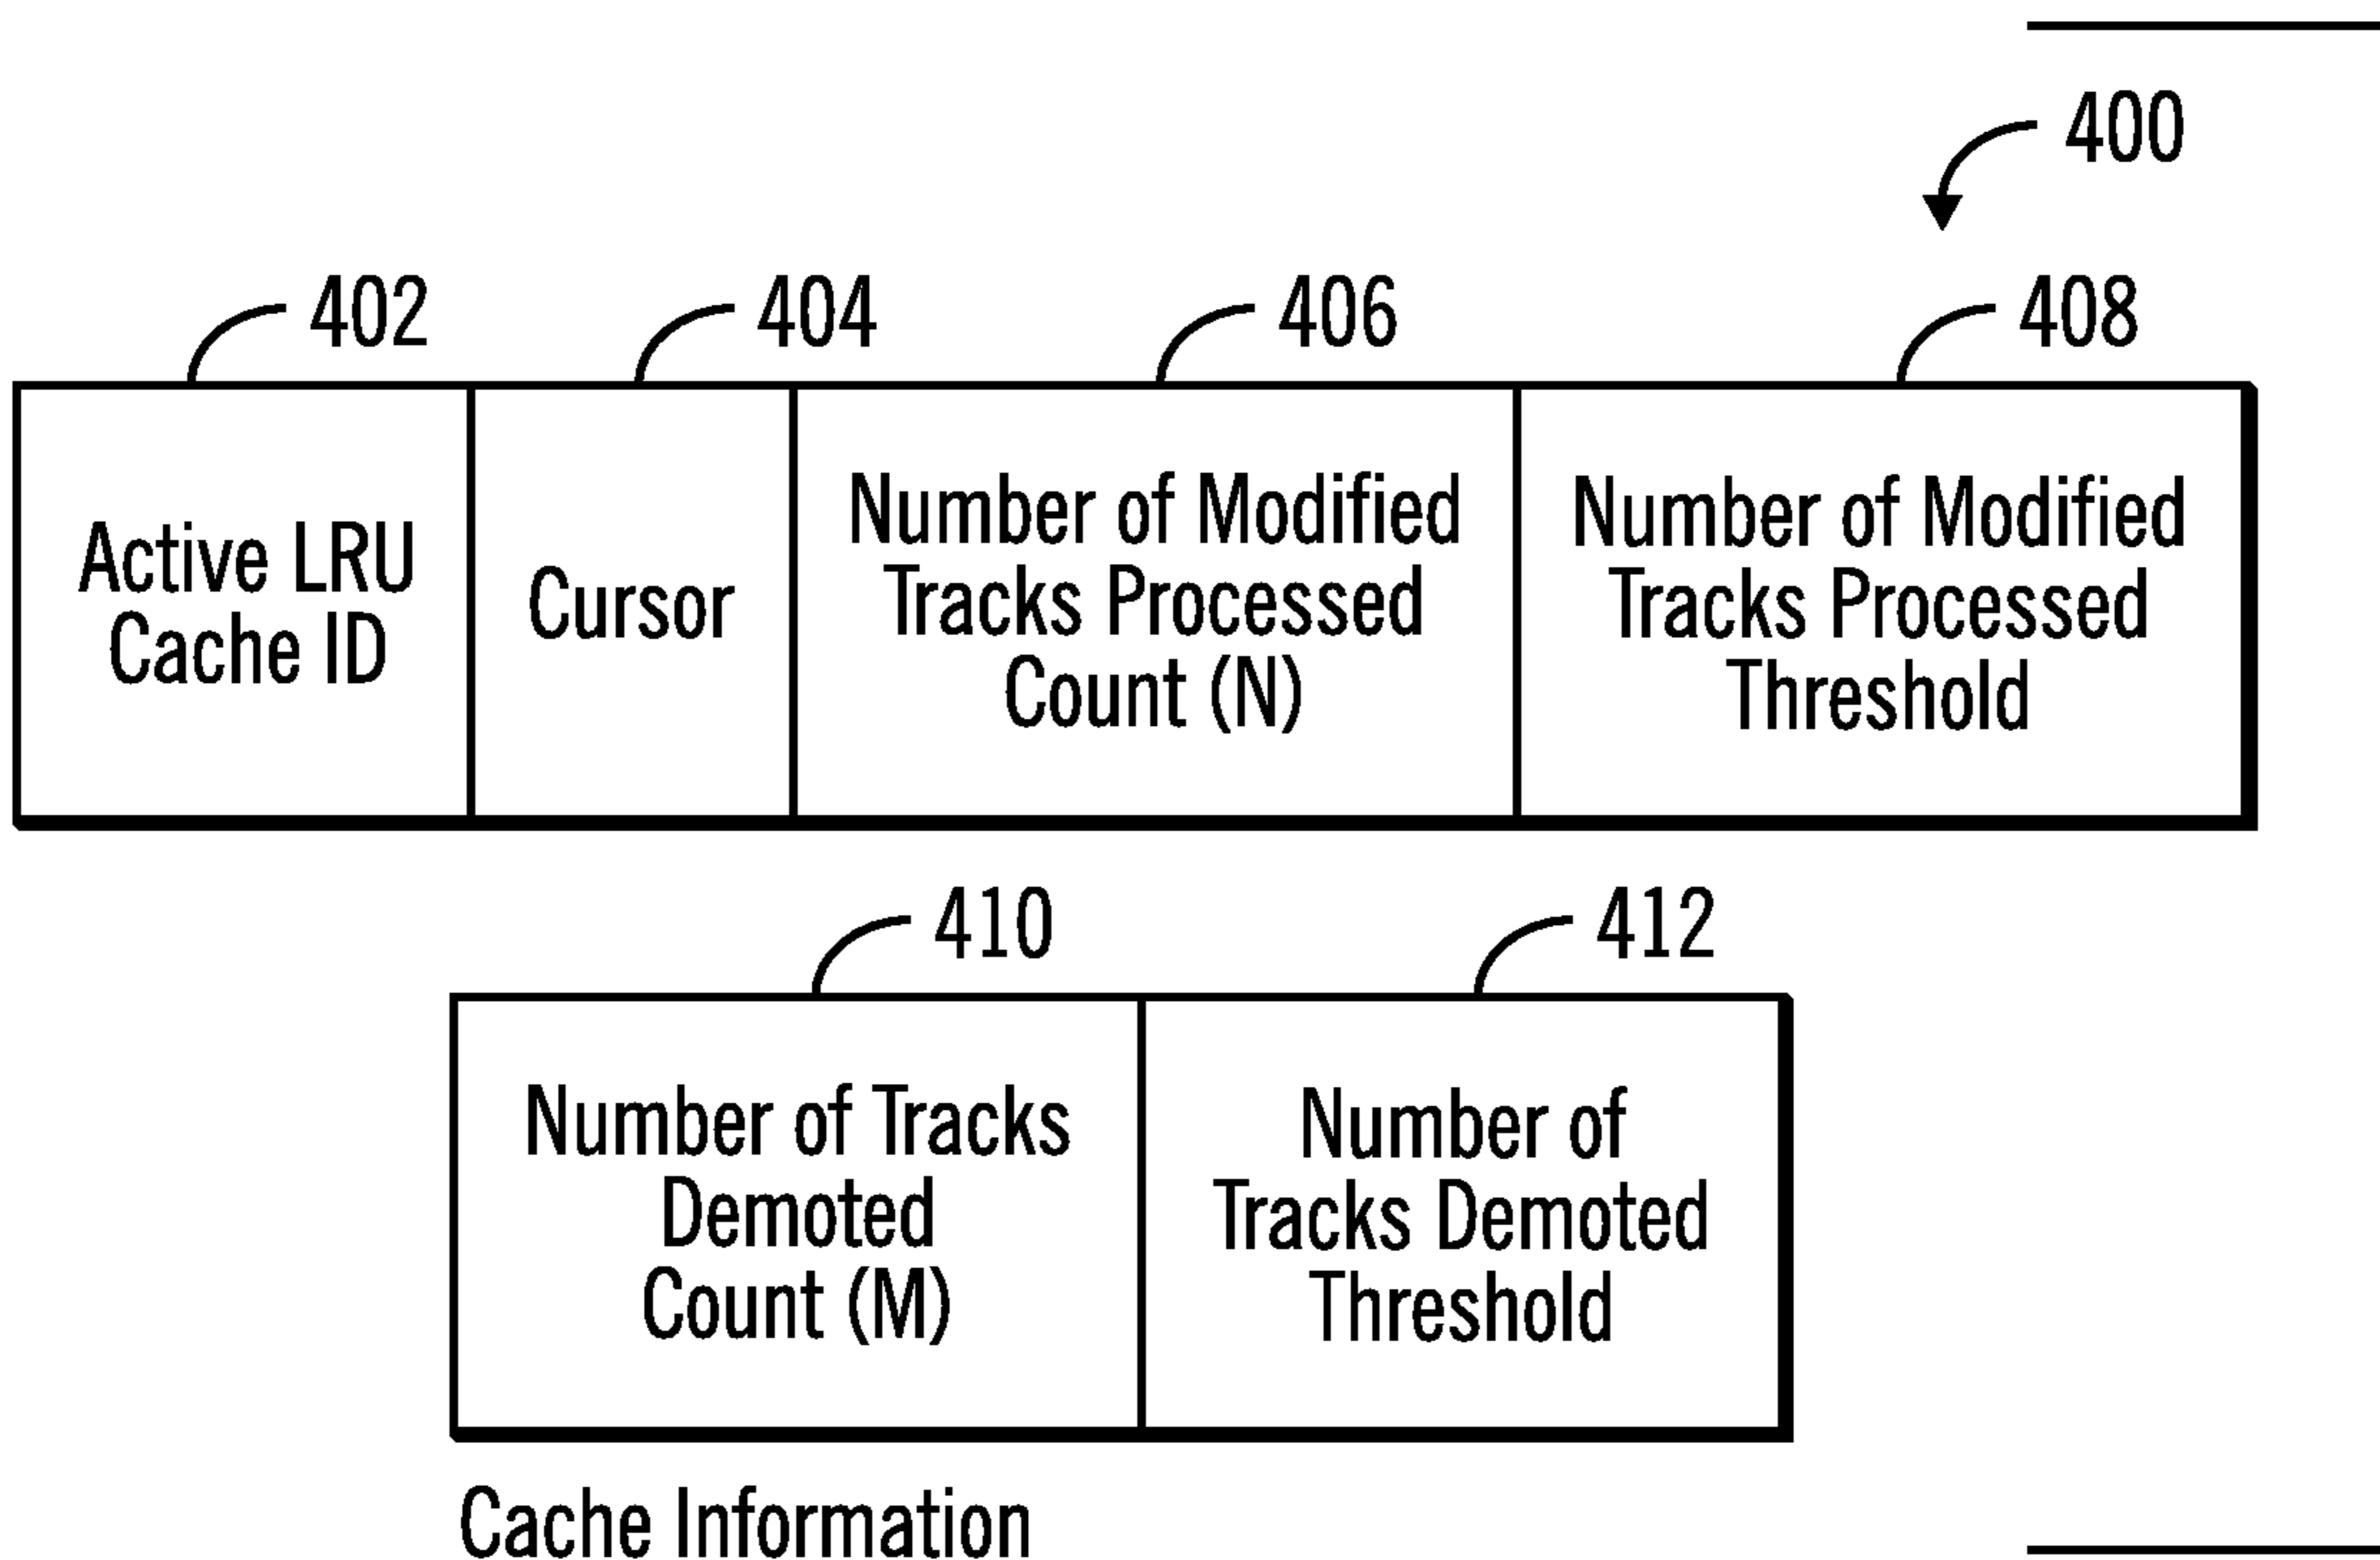 400
402
404
406
408
Active LRU
Cache ID
Cursor
Number of Modified
Tracks Processed
Count (N)
Number of Modified
Tracks Processed
Threshold
410
412
Number of Tracks
Demoted
Count (M)
Number of
Tracks Demoted
Threshold
Cache Information